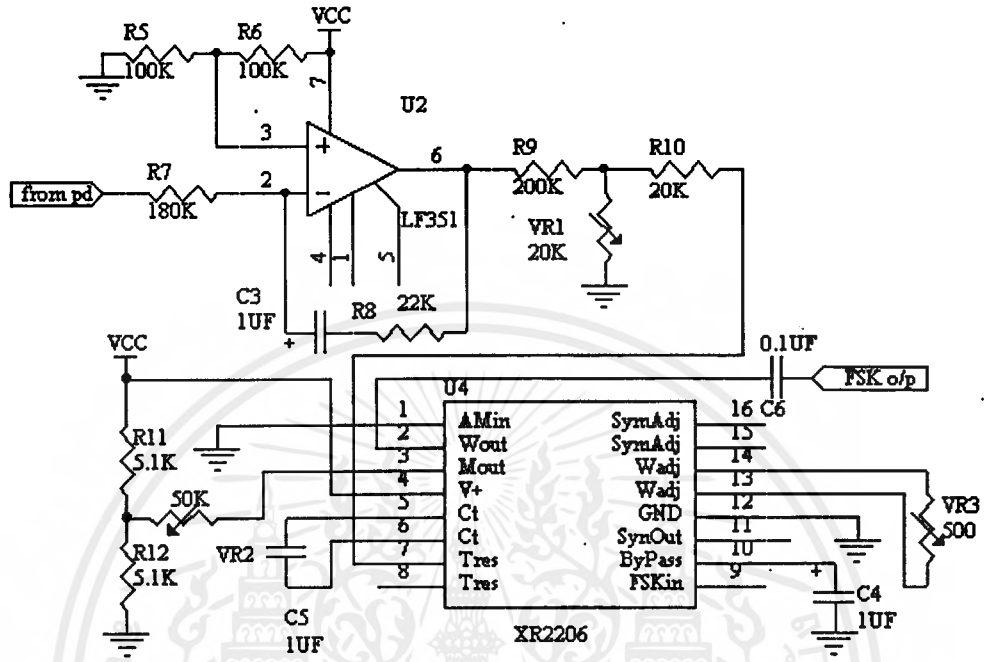 VCC
R5
R6
100K
100K
7
U2
3
+
6
R9
R10
from pd
R7
2
-
180K
200K
20K
LF351
VR1
20K
4
1
5
C3
1UF
R8
22K
+
VCC
0.1UF
FSK o/p
U4
C6
1
AMin
SymAdj
16
2
Wout
SymAdj
15
3
Mout
Wadj
14
4
V+
Wadj
13
5
Ct
GND
12
6
Ct
SynOut
11
7
Tres
ByPass
10
8
Tres
FSKin
9
R11
5.1K
50K
VR2
R12
5.1K
C5
1UF
XR2206
VR3
500
+
C4
1UF